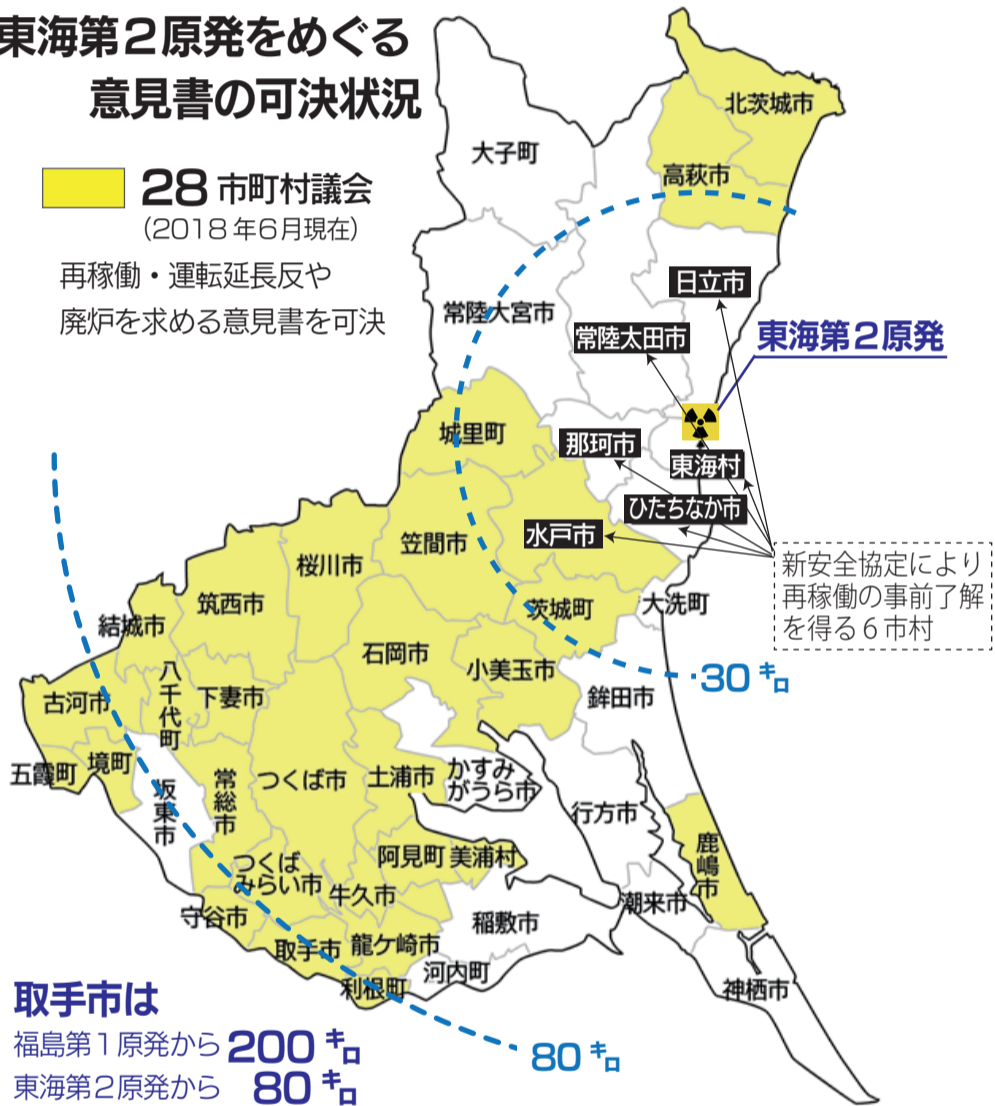 東海第2原発をめぐる
意見書の可決状況
28 市町村議会
(2018年6月現在)
再稼働・運転延長反や
廃炉を求める意見書を可決
北茨城市
大子町
高萩市
日立市
常陸大宮市
常陸太田市
東海第2原発
城里町
那珂市
東海村
ひたちなか市
水戸市
笠間市
桜川市
新安全協定により
再稼働の事前了解
を得る6市村
筑西市
茨城町
大洗町
結城市
石岡市
小美玉市
30キロ
鉾田市
八千代町
下妻市
古河市
境町
五霞町
坂東市
常総市
つくば市
土浦市
かすみ
がうら市
行方市
鹿嶋市
阿見町
美浦村
つくば
みらい市
牛久市
潮来市
守谷市
稲敷市
取手市
龍ケ崎市
河内町
利根町
神栖市
取手市は
福島第1原発から 200キロ
東海第2原発から 80キロ
80キロ